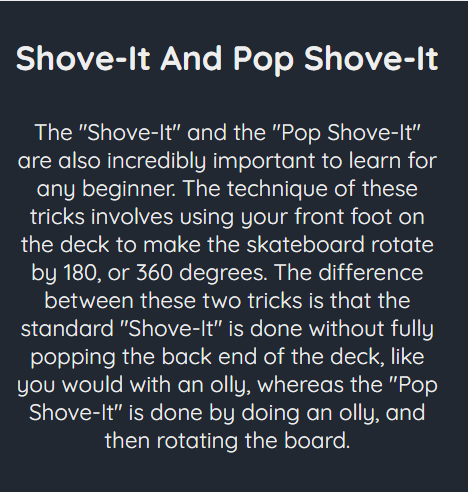 Shove-It And Pop Shove-It
The "Shove-It" and the "Pop Shove-It"
are also incredibly important to learn for
any beginner. The technique of these
tricks involves using your front foot on
the deck to make the skateboard rotate
by 180, or 360 degrees. The difference
between these two tricks is that the
standard "Shove-It" is done without fully
popping the back end of the deck, like
you would with an olly, whereas the "Pop
Shove-It" is done by doing an olly, and
then rotating the board.